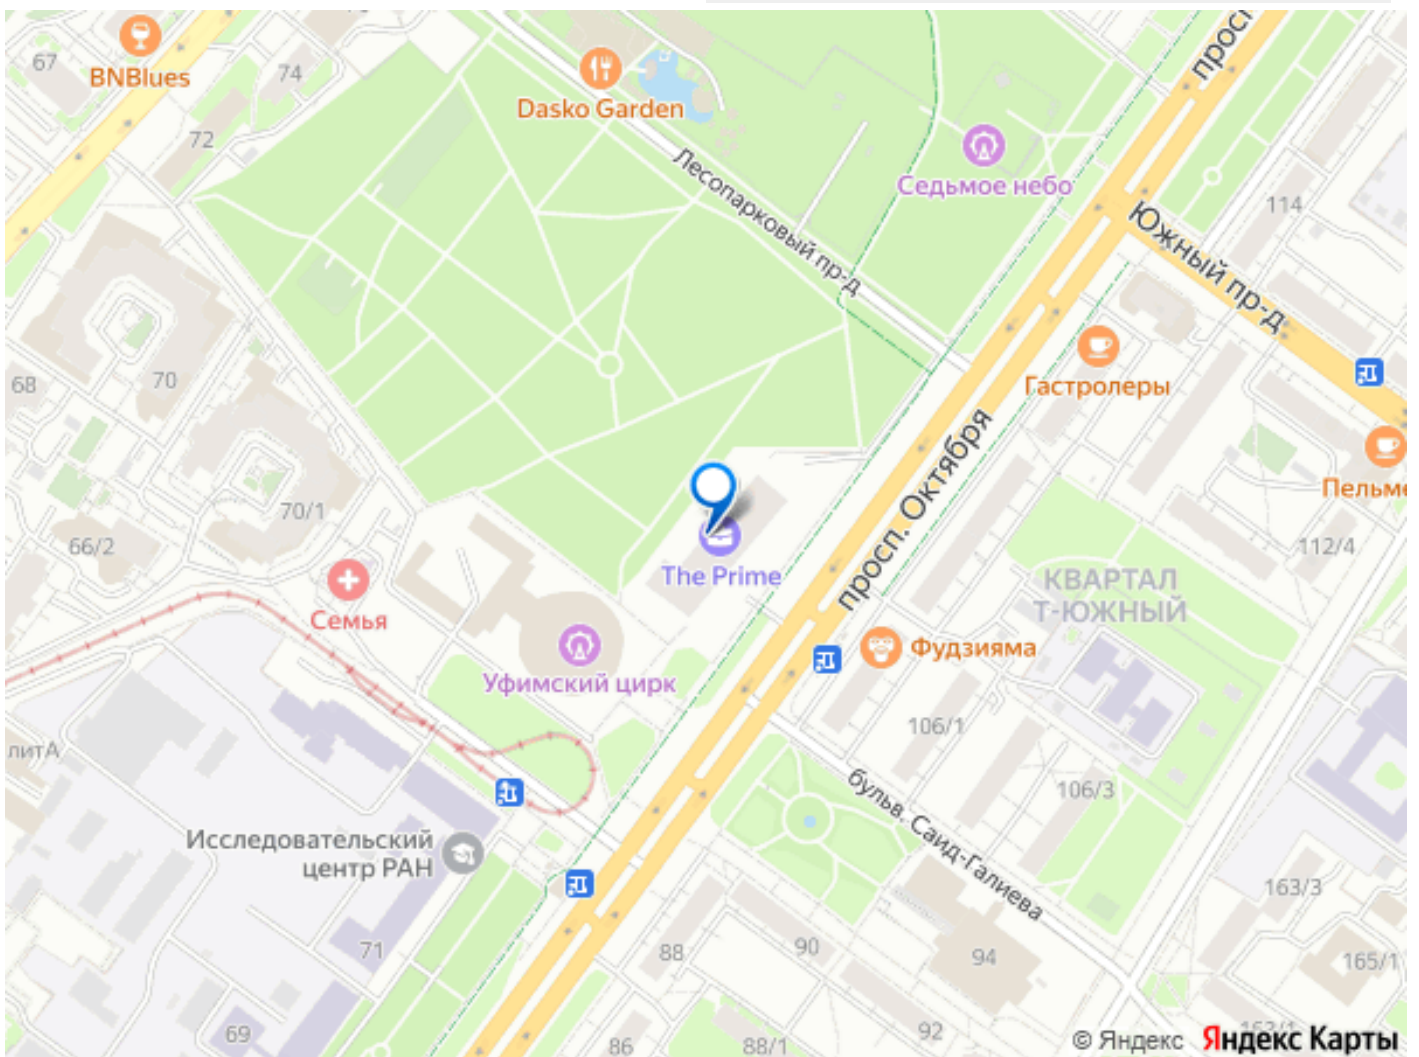 просп.
67
BNBlues
74
72
Dasko Garden
Лесопарковый пр-д
Седьмое небо
114
Южный пр-д
Гастролеры
68
70
просп. Октября
Пельме
70/1
66/2
The Prime
112/4
КВАРТАЛ
Т-ЮЖНЫЙ
Семья
Фудзияма
Уфимский цирк
106/1
литА
106/3
бульв. Саид-Галиева
Исследовательский
центр РАН
163/3
71
88
90
94
165/1
69
86
88/1
92
163/1
© Яндекс Яндекс Карты